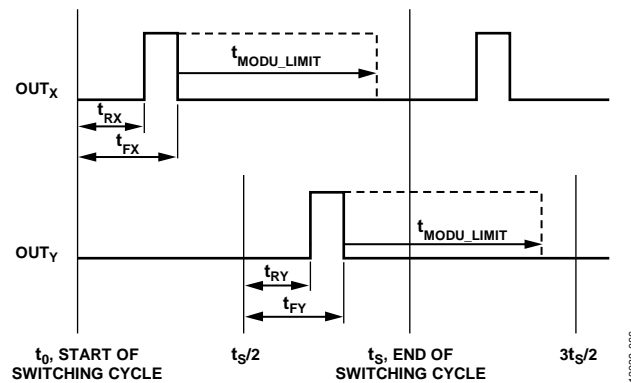 OUTX
tMODU_LIMIT
tRX
tFX
OUTY
tMODU_LIMIT
tRY
tFY
t0, START OF
SWITCHING CYCLE
tS/2
tS, END OF
SWITCHING CYCLE
3tS/2